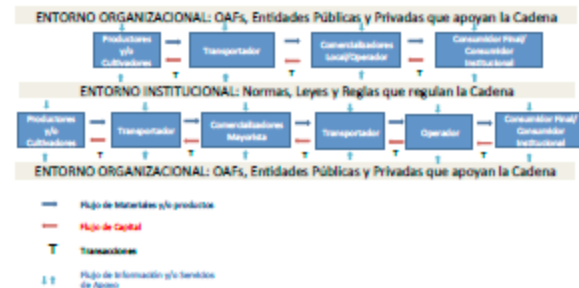 ENTORNO ORGANIZACIONAL: OAFs, Entidades Públicas y Privadas que apoyan la Cadena
Productores
y/o
Cultivadores
Transportador
Comercializadores
Local/Operador
Consumidor Final/
Consumidor
Institucional
T
T
T
ENTORNO INSTITUCIONAL: Normas, Leyes y Reglas que regulan la Cadena
Productores
y/o
Cultivadores
Transportador
Comercializadores
Mayorista
Transportador
Operador
Consumidor Final/
Consumidor
Institucional
T
T
T
T
T
ENTORNO ORGANIZACIONAL: OAFs, Entidades Públicas y Privadas que apoyan la Cadena
Flujo de Materiales y/o productos
Flujo de Capital
T Transacciones
Flujo de Información y/o Servicios
de Apoyo